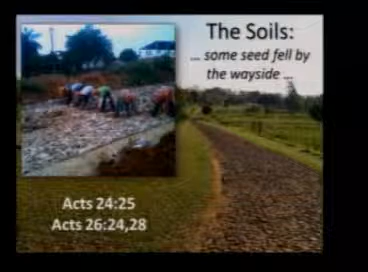 The Soils:
... some seed fell by
the wayside ...
Acts 24:25
Acts 26:24,28